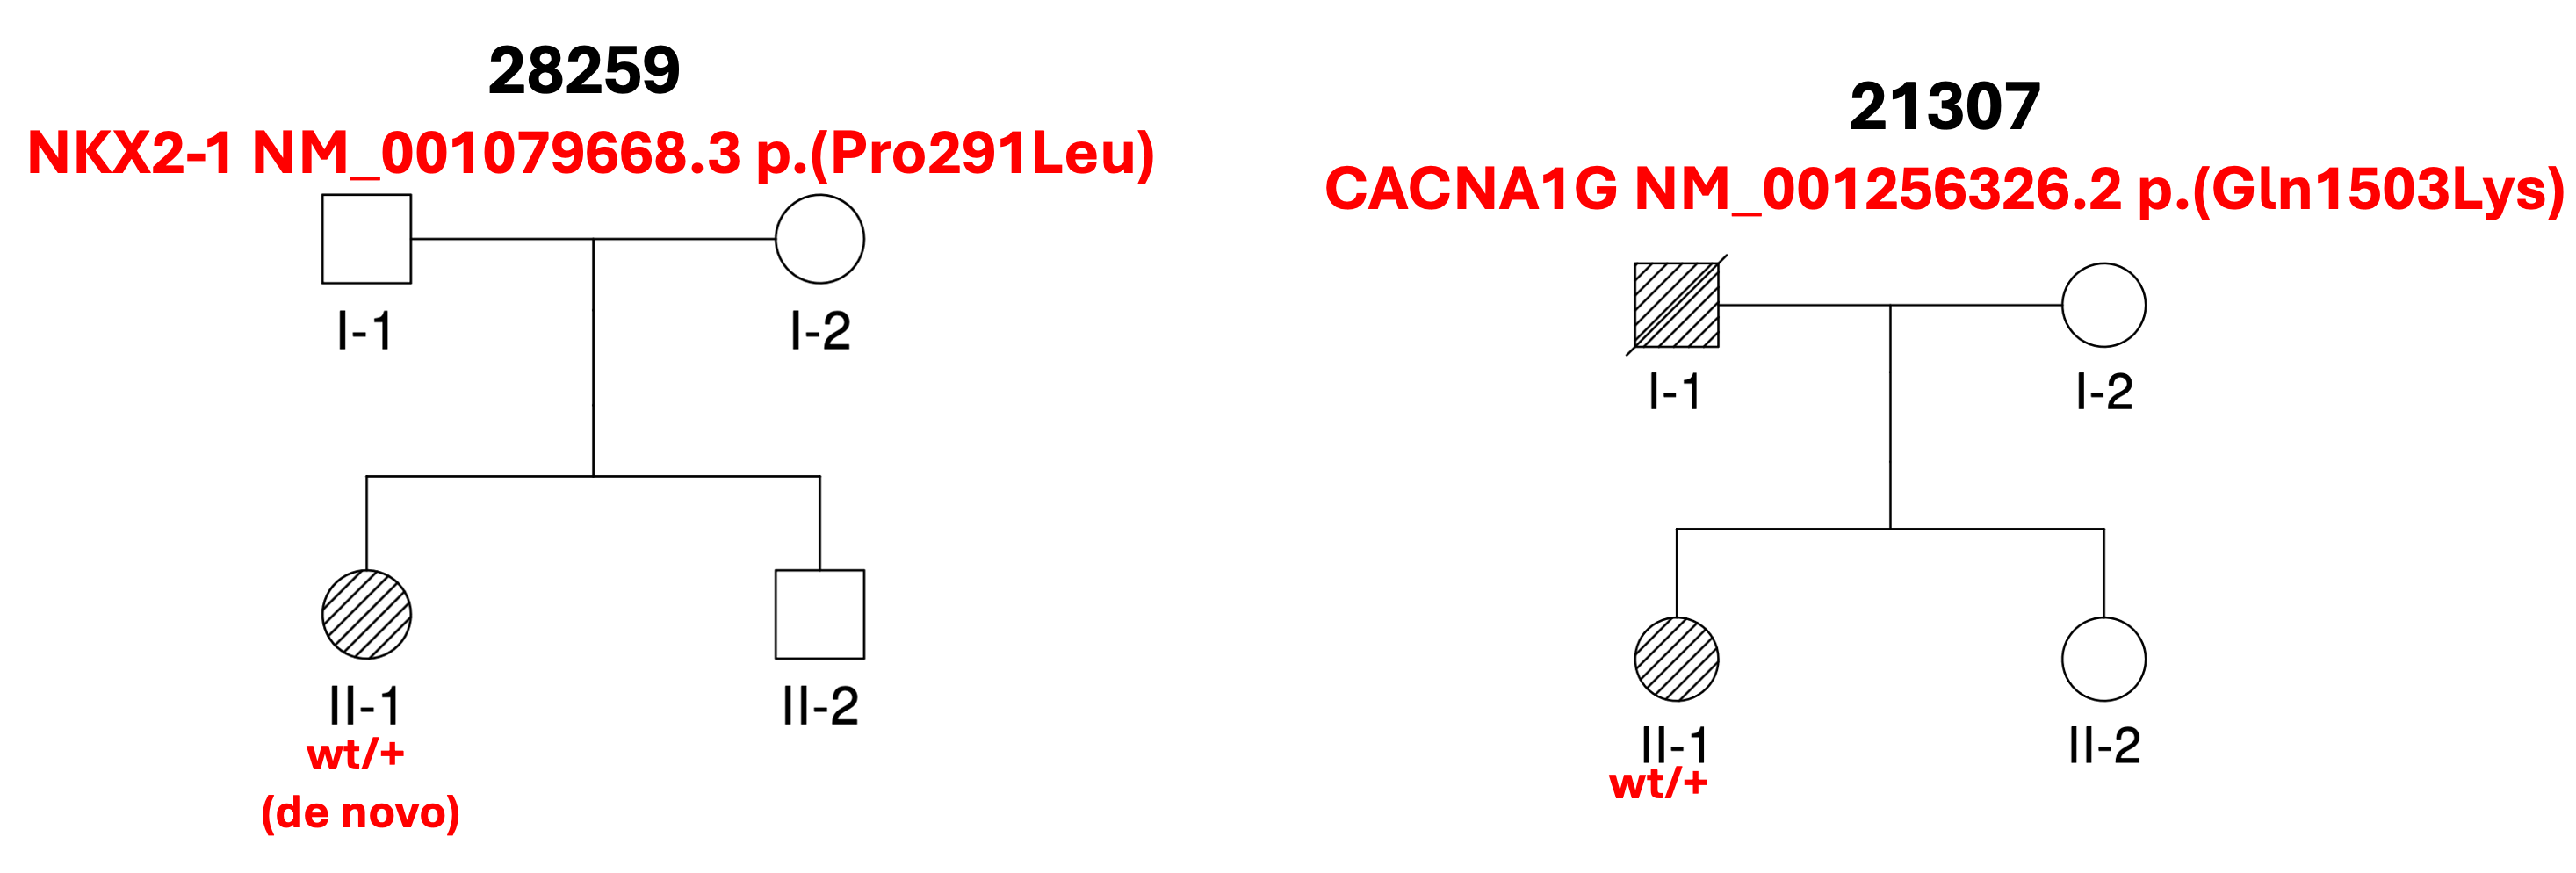 28259
NKX2-1 NM_001079668.3 p.(Pro291Leu)
I-1
I-2
II-1
wt/+
(de novo)
II-2
21307
CACNA1G NM_001256326.2 p.(Gln1503Lys)
I-1
I-2
II-1
wt/+
II-2